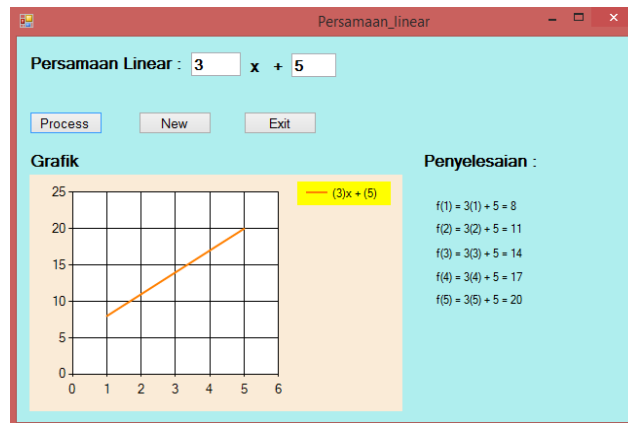 Persamaan_linear
Persamaan Linear : 3 x + 5
Process New Exit
Grafik
(3)x + (5)
25
20
15
10
5
0
0 1 2 3 4 5 6
Penyelesaian :
f(1) = 3(1) + 5 = 8
f(2) = 3(2) + 5 = 11
f(3) = 3(3) + 5 = 14
f(4) = 3(4) + 5 = 17
f(5) = 3(5) + 5 = 20